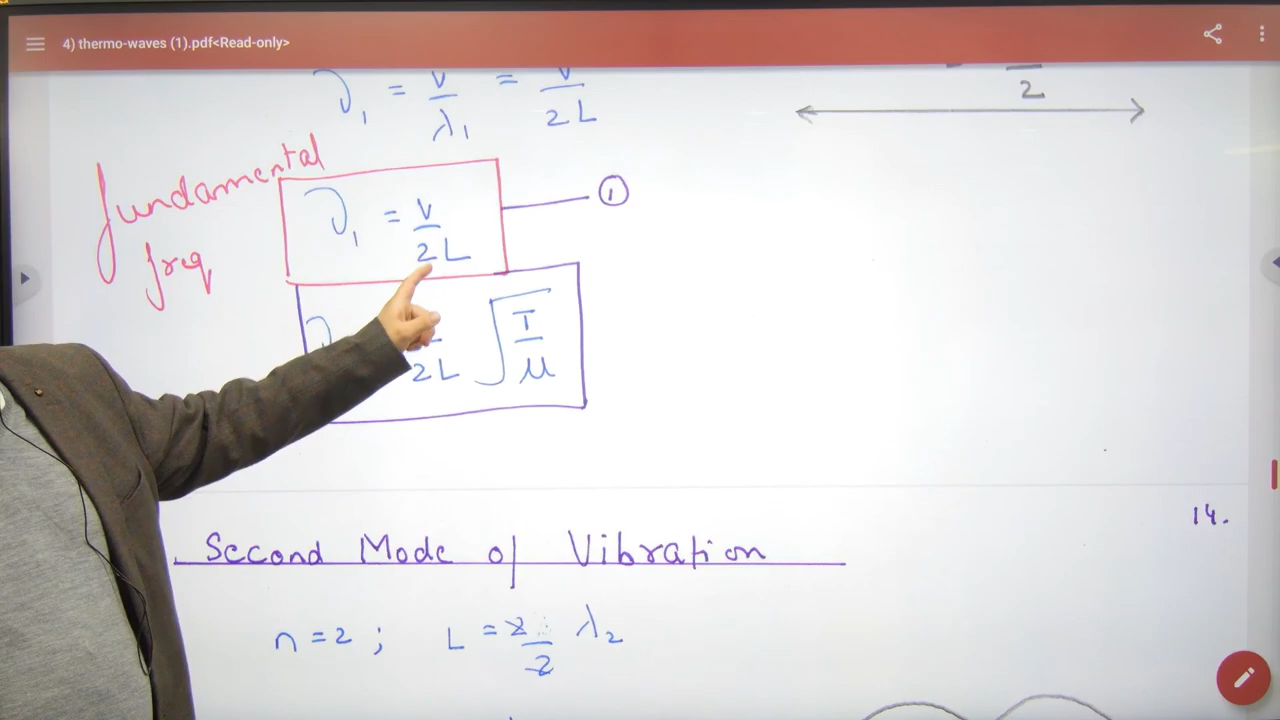 4) thermo-waves (1).pdf<Read-only>
ν₁ = v/λ₁ = v/2L
2
fundamental freq
ν₁ = v/2L
①
2L √(T/μ)
14.
Second Mode of Vibration
n = 2 ; L = 2/2 λ₂